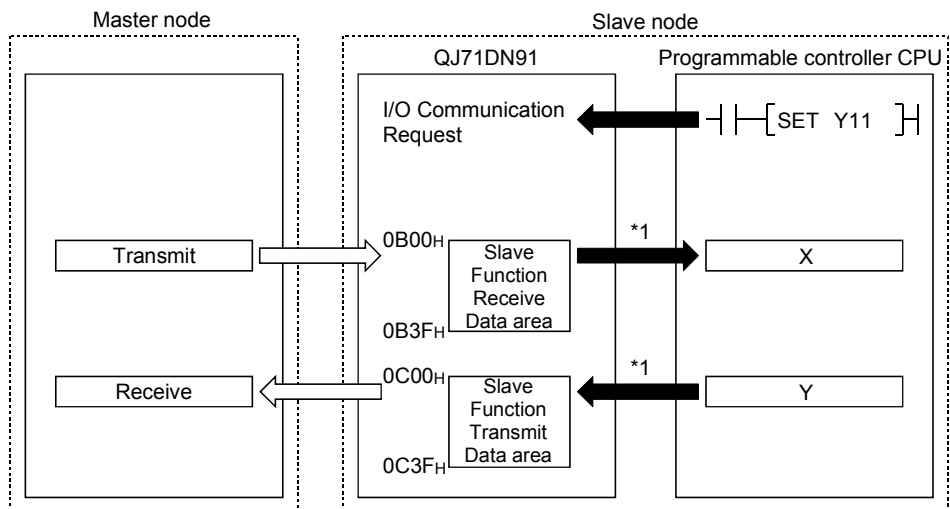 Master node
Slave node
QJ71DN91
Programmable controller CPU
I/O Communication
Request
SET Y11
Transmit
0B00H
Slave
Function
Receive
Data area
0B3FH
*1
X
Receive
0C00H
Slave
Function
Transmit
Data area
0C3FH
*1
Y